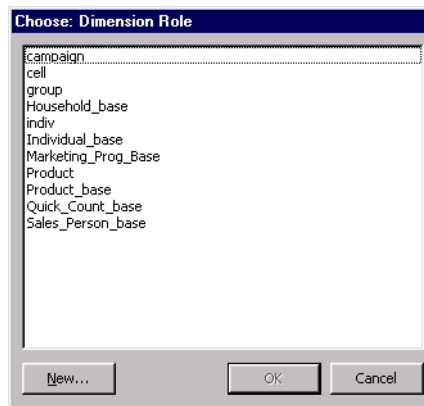 Choose: Dimension Role
campaign
cell
group
Household_base
indiv
Individual_base
Marketing_Prog_Base
Product
Product_base
Quick_Count_base
Sales_Person_base
New... OK Cancel